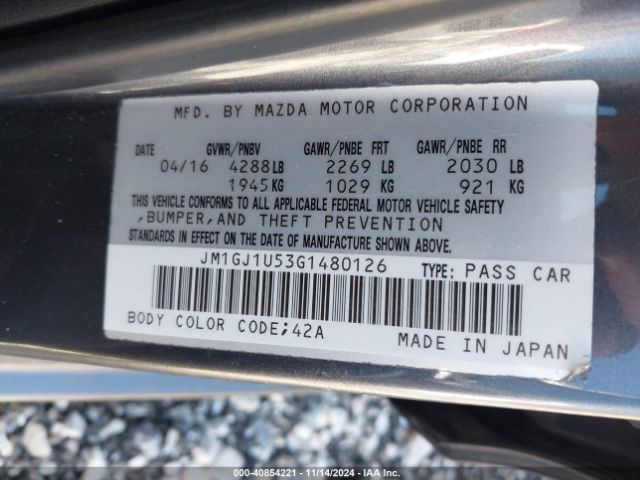 MFD. BY MAZDA MOTOR CORPORATION
DATE GVWR/PNBV GAWR/PNBE FRT GAWR/PNBE RR
04/16 4288LB 2269 LB 2030 LB
1945KG 1029 KG 921 KG
THIS VEHICLE CONFORMS TO ALL APPLICABLE FEDERAL MOTOR VEHICLE SAFETY
,BUMPER,AND THEFT PREVENTION
STANDARDS IN EFFECT ON THE DATE OF MANUFACTURE SHOWN ABOVE.
JM1GJ1U53G1480126 TYPE: PASS CAR
BODY COLOR CODE;42A MADE IN JAPAN
STOCK #: 40854221 - 11/14/2024 - IAA Inc.